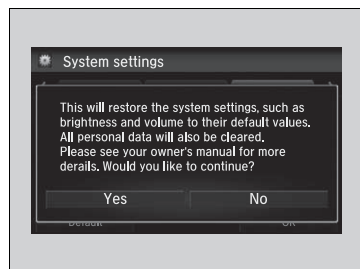 System settings
This will restore the system settings, such as
brightness and volume to their default values.
All personal data will also be cleared.
Please see your owner's manual for more
derails. Would you like to continue?
Yes No
Default OK